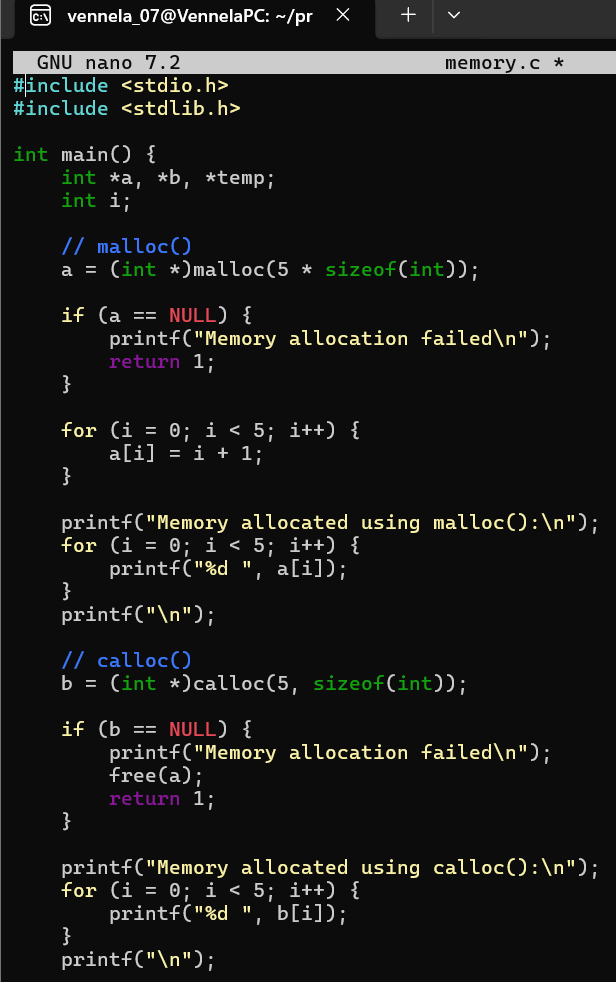 vennela_07@VennelaPC: ~/pr
GNU nano 7.2 memory.c *
#include <stdio.h>
#include <stdlib.h>

int main() {
    int *a, *b, *temp;
    int i;

    // malloc()
    a = (int *)malloc(5 * sizeof(int));

    if (a == NULL) {
        printf("Memory allocation failed\n");
        return 1;
    }

    for (i = 0; i < 5; i++) {
        a[i] = i + 1;
    }

    printf("Memory allocated using malloc():\n");
    for (i = 0; i < 5; i++) {
        printf("%d ", a[i]);
    }
    printf("\n");

    // calloc()
    b = (int *)calloc(5, sizeof(int));

    if (b == NULL) {
        printf("Memory allocation failed\n");
        free(a);
        return 1;
    }

    printf("Memory allocated using calloc():\n");
    for (i = 0; i < 5; i++) {
        printf("%d ", b[i]);
    }
    printf("\n");